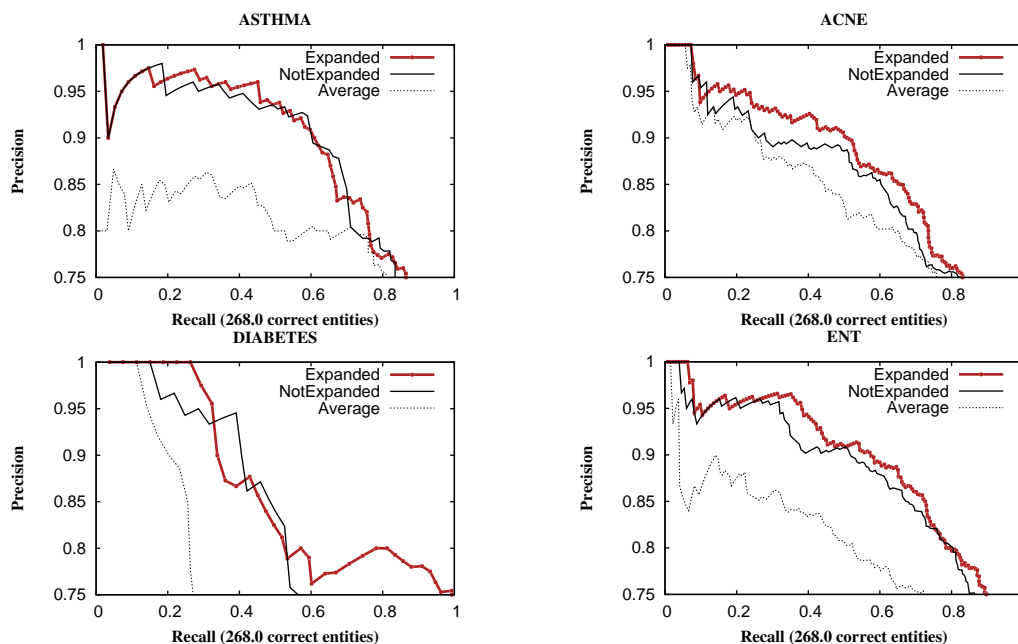 ASTHMA
Precision
1
0.95
0.9
0.85
0.8
0.75
Expanded
NotExpanded
Average
0 0.2 0.4 0.6 0.8 1
Recall (268.0 correct entities)
ACNE
Precision
1
0.95
0.9
0.85
0.8
0.75
Expanded
NotExpanded
Average
0 0.2 0.4 0.6 0.8
Recall (268.0 correct entities)
DIABETES
Precision
1
0.95
0.9
0.85
0.8
0.75
Expanded
NotExpanded
Average
0 0.2 0.4 0.6 0.8 1
Recall (268.0 correct entities)
ENT
Precision
1
0.95
0.9
0.85
0.8
0.75
Expanded
NotExpanded
Average
0 0.2 0.4 0.6 0.8
Recall (268.0 correct entities)